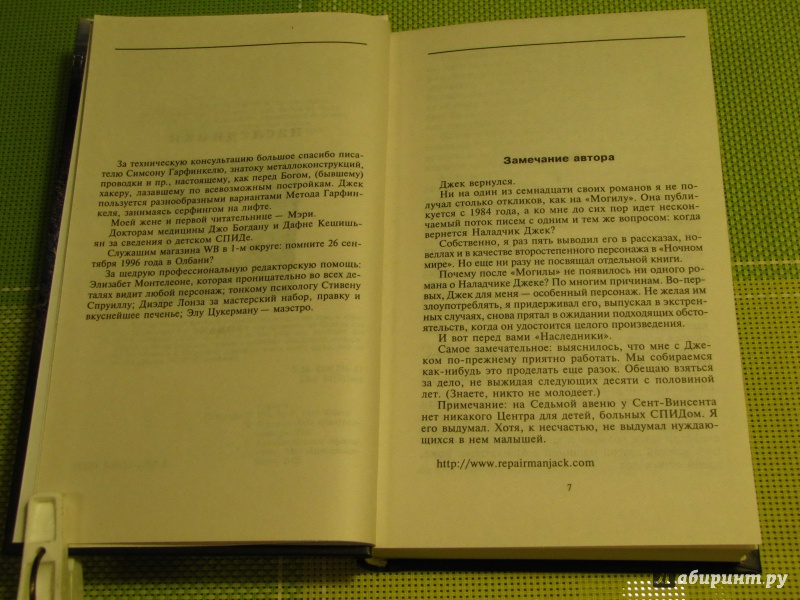 За техническую консультацию большое спасибо писа-
телю Симсону Гарфинкелю, знатоку металлоконструкций,
проводки и пр., настоящему, как перед Богом, (бывшему)
хакеру, лазавшему по всевозможным постройкам. Джек
пользуется разнообразными вариантами Метода Гарфин-
келя, занимаясь серфингом на лифте.
Моей жене и первой читательнице — Мэри.
Докторам медицины Джо Богдану и Дафне Кешишь-
ян за сведения о детском СПИДе.
Служащим магазина WB в 1-м округе: помните 26 сен-
тября 1996 года в Олбани?
За щедрую профессиональную редакторскую помощь:
Элизабет Монтелеоне, которая проницательно во всех де-
талях видит любой персонаж; тонкому психологу Стивену
Спруиллу; Диэдре Лонза за мастерский набор, правку и
вкуснейшее печенье; Элу Цукерману — маэстро.
Замечание автора
Джек вернулся.
Ни на один из семнадцати своих романов я не по-
лучал столько откликов, как на «Могилу». Она публи-
куется с 1984 года, а ко мне до сих пор идет нескон-
чаемый поток писем с одним и тем же вопросом: когда
вернется Наладчик Джек?
Собственно, я раз пять выводил его в рассказах, но-
веллах и в качестве второстепенного персонажа в «Ночном
мире». Но еще ни разу не посвящал отдельной книги.
Почему после «Могилы» не появилось ни одного ро-
мана о Наладчике Джеке? По многим причинам. Во-пер-
вых, Джек для меня — особенный персонаж. Не желая им
злоупотреблять, я придерживал его, выпускал в экстрен-
ных случаях, снова прятал в ожидании подходящих обсто-
ятельств, когда он удостоится целого произведения.
И вот перед вами «Наследники».
Самое замечательное: выяснилось, что мне с Дже-
ком по-прежнему приятно работать. Мы собираемся
как-нибудь это проделать еще разок. Обещаю взяться
за дело, не выжидая следующих десяти с половиной
лет. (Знаете, никто не молодеет.)
Примечание: на Седьмой авеню у Сент-Винсента
нет никакого Центра для детей, больных СПИДом. Я
его выдумал. Хотя, к несчастью, не выдумал нуждаю-
щихся в нем малышей.
http://www.repairmanjack.com
7
Лабиринт.ру